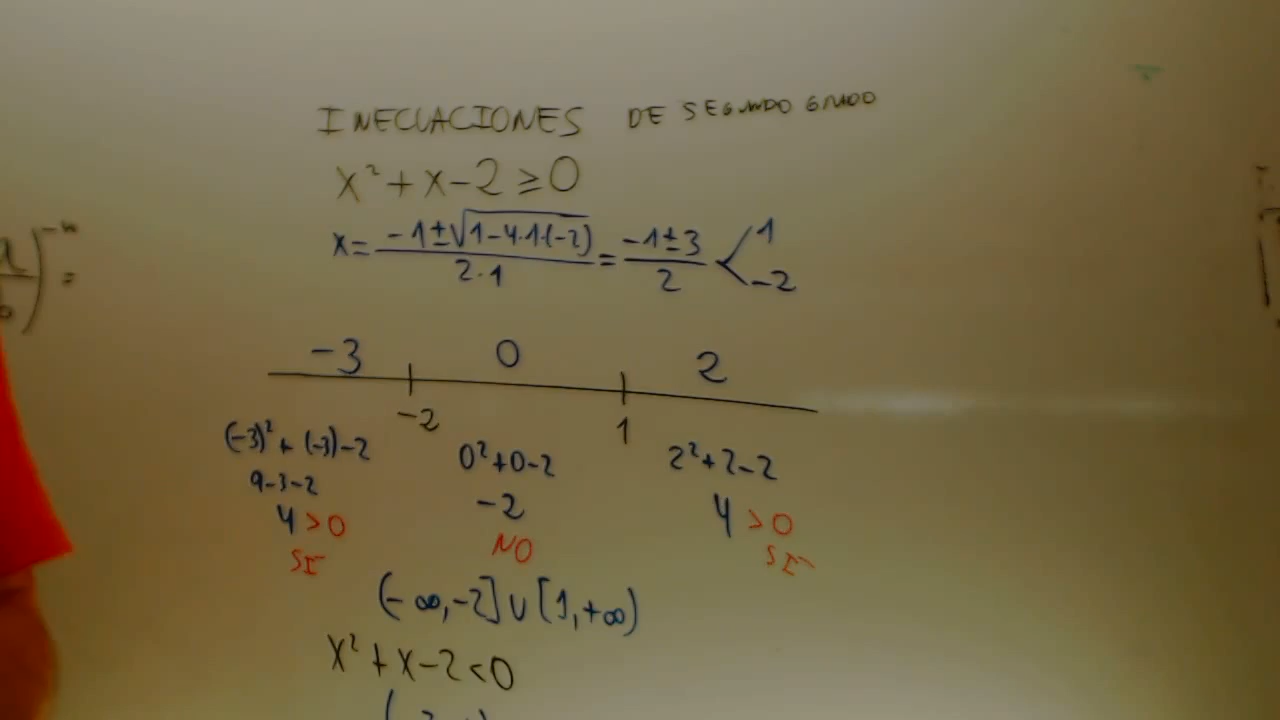 INECUACIONES DE SEGUNDO GRADO
x² + x - 2 ≥ 0
x = (-1 ± √(1-4·1·(-2))) / (2·1) = (-1 ± 3) / 2 < 1 -2
-3 0 2
-2 1
(-3)² + (-3) - 2 0² + 0 - 2 2² + 2 - 2
9 - 3 - 2 -2 4 > 0
4 > 0 NO SI
SI
(-∞, -2] ∪ [1, +∞)
x² + x - 2 < 0